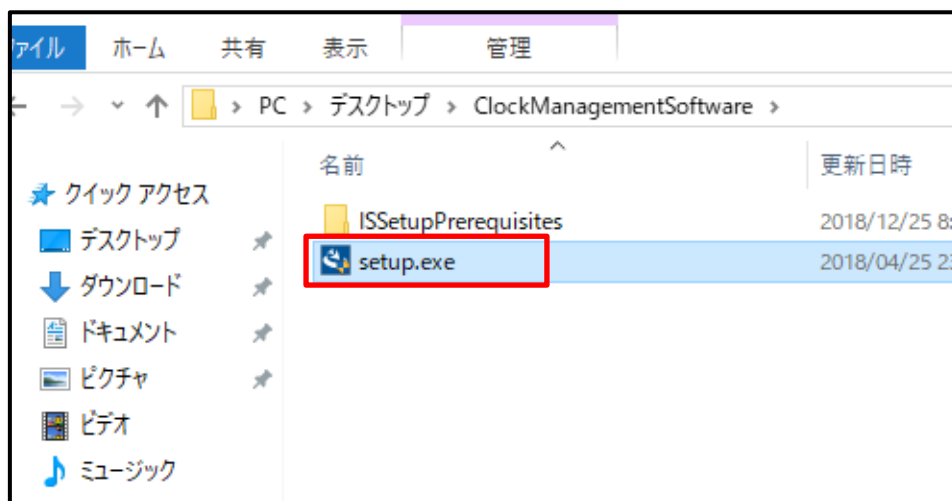 ファイル ホーム 共有 表示 管理
PC > デスクトップ > ClockManagementSoftware >
名前 更新日時
クイック アクセス
ISSetupPrerequisites 2018/12/25 8:
デスクトップ
setup.exe 2018/04/25 2
ダウンロード
ドキュメント
ピクチャ
ビデオ
ミュージック